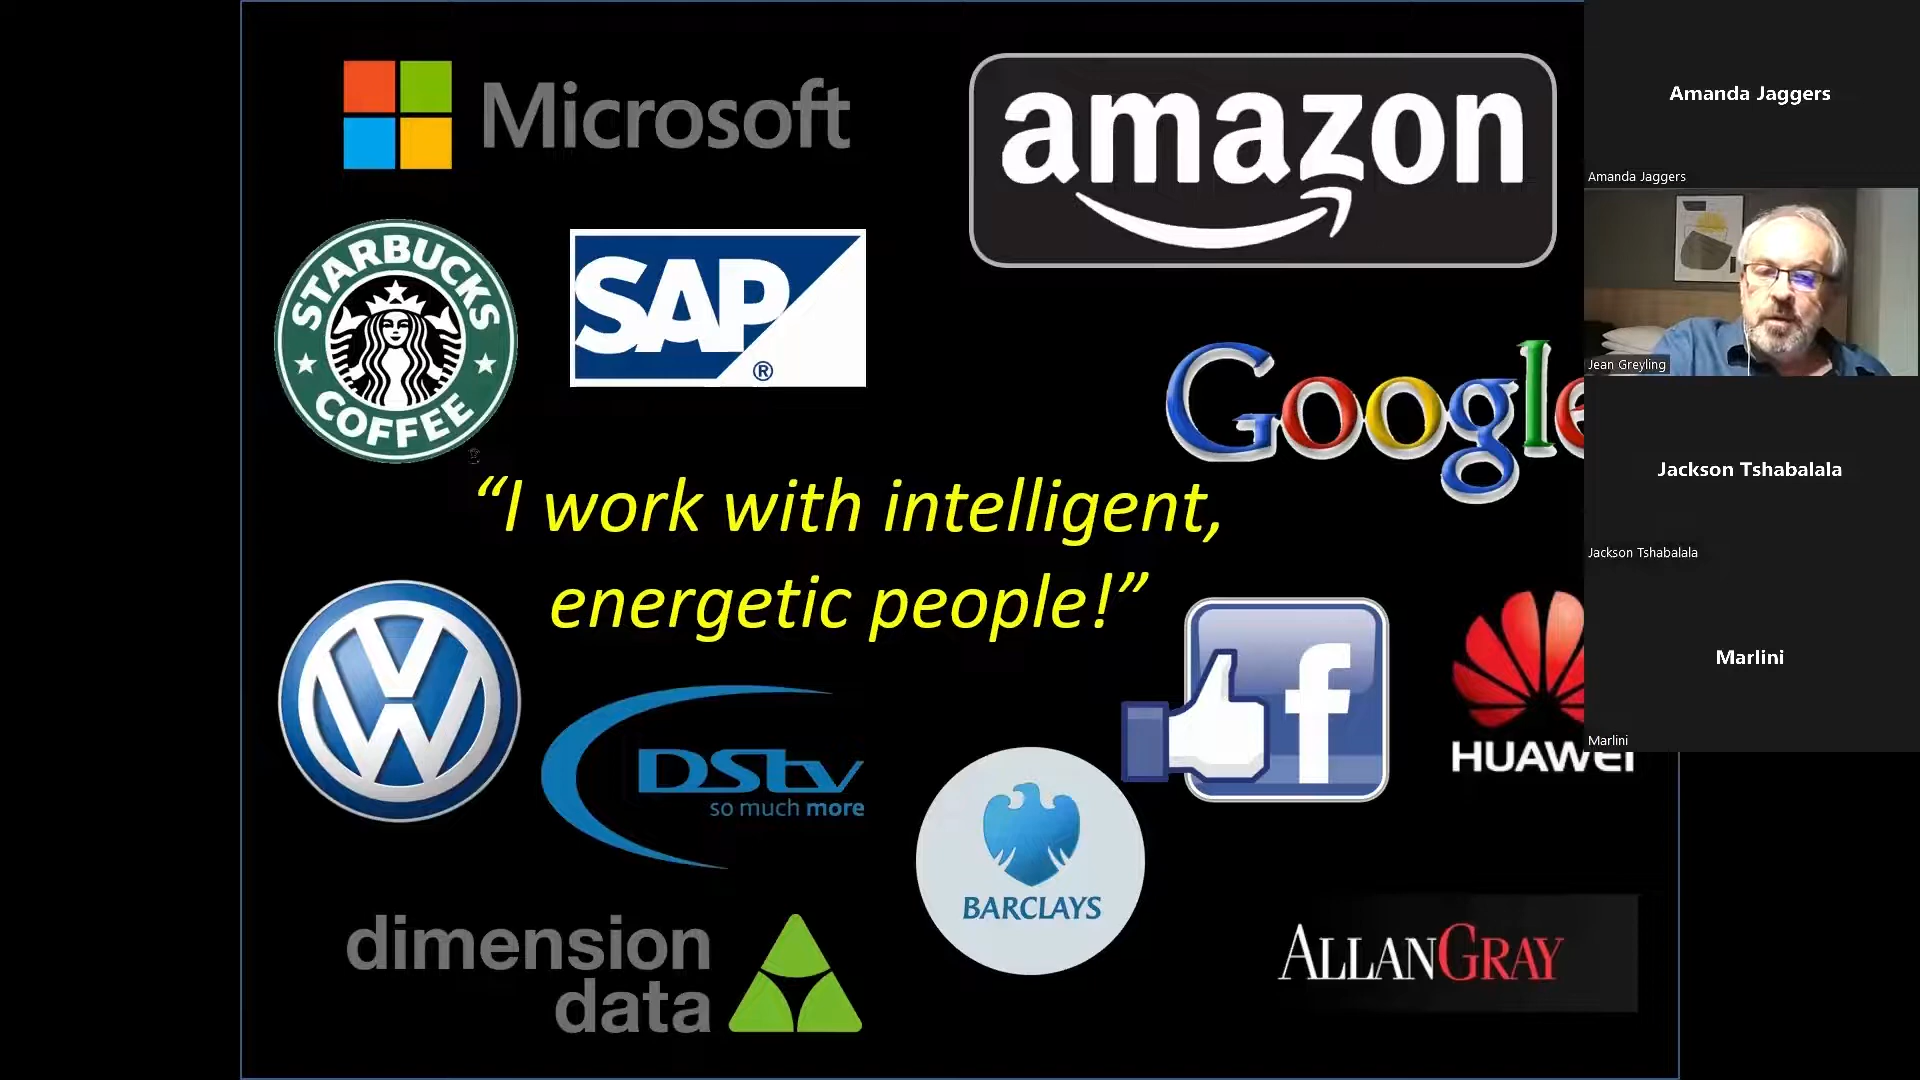 Microsoft
amazon
STARBUCKS
COFFEE
SAP
®
Google
“I work with intelligent,
energetic people!”
DStv
so much more
f
HUAWEI
BARCLAYS
dimension
data
ALLANGRAY
Amanda Jaggers
Amanda Jaggers
Jean Greyling
Jackson Tshabalala
Jackson Tshabalala
Marlini
Marlini